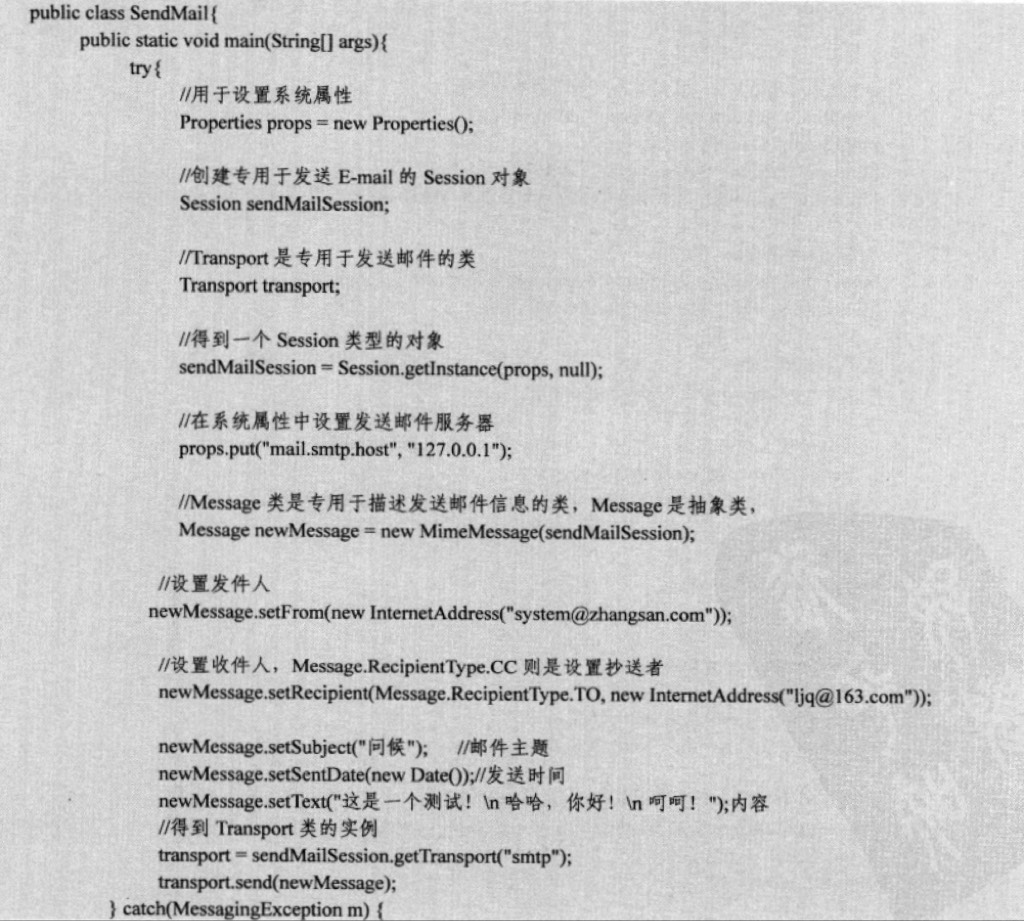 public class SendMail{
public static void main(String[] args){
try{
//用于设置系统属性
Properties props = new Properties();
//创建专用于发送 E-mail 的 Session 对象
Session sendMailSession;
//Transport 是专用于发送邮件的类
Transport transport;
//得到一个 Session 类型的对象
sendMailSession = Session.getInstance(props, null);
//在系统属性中设置发送邮件服务器
props.put("mail.smtp.host", "127.0.0.1");
//Message 类是专用于描述发送邮件信息的类，Message 是抽象类，
Message newMessage = new MimeMessage(sendMailSession);
//设置发件人
newMessage.setFrom(new InternetAddress("system@zhangsan.com"));
//设置收件人，Message.RecipientType.CC 则是设置抄送者
newMessage.setRecipient(Message.RecipientType.TO, new InternetAddress("ljq@163.com"));
newMessage.setSubject("问候"); //邮件主题
newMessage.setSentDate(new Date());//发送时间
newMessage.setText("这是一个测试！\n 哈哈，你好！\n 呵呵！");内容
//得到 Transport 类的实例
transport = sendMailSession.getTransport("smtp");
transport.send(newMessage);
} catch(MessagingException m) {